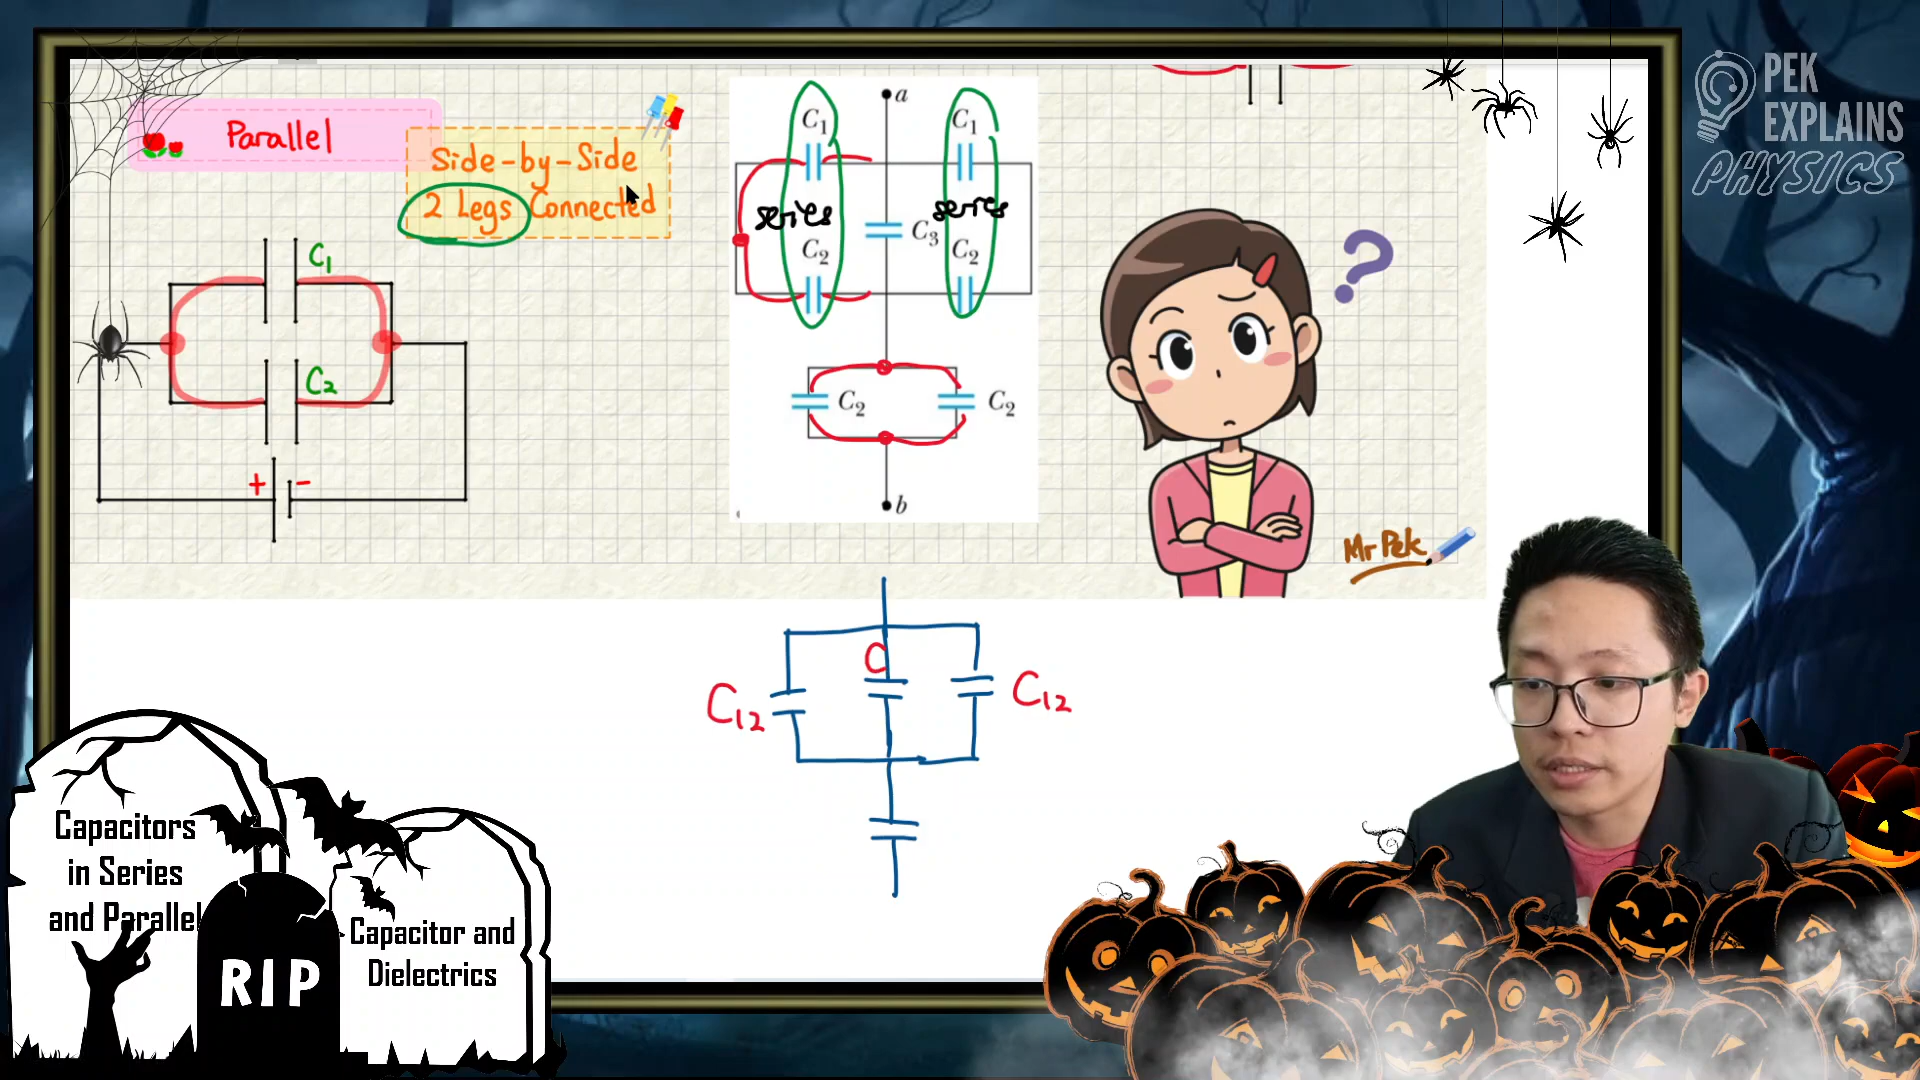 PEK
EXPLAINS
PHYSICS
Parallel
Side-by-Side
2 Legs Connected
C1
C2
+ -
a
C1
C1
series
series
C3
C2
C2
C2
C2
b
Mr Pek
C
C12
C12
Capacitors
in Series
and Parallel
RIP
Capacitor and
Dielectrics
?